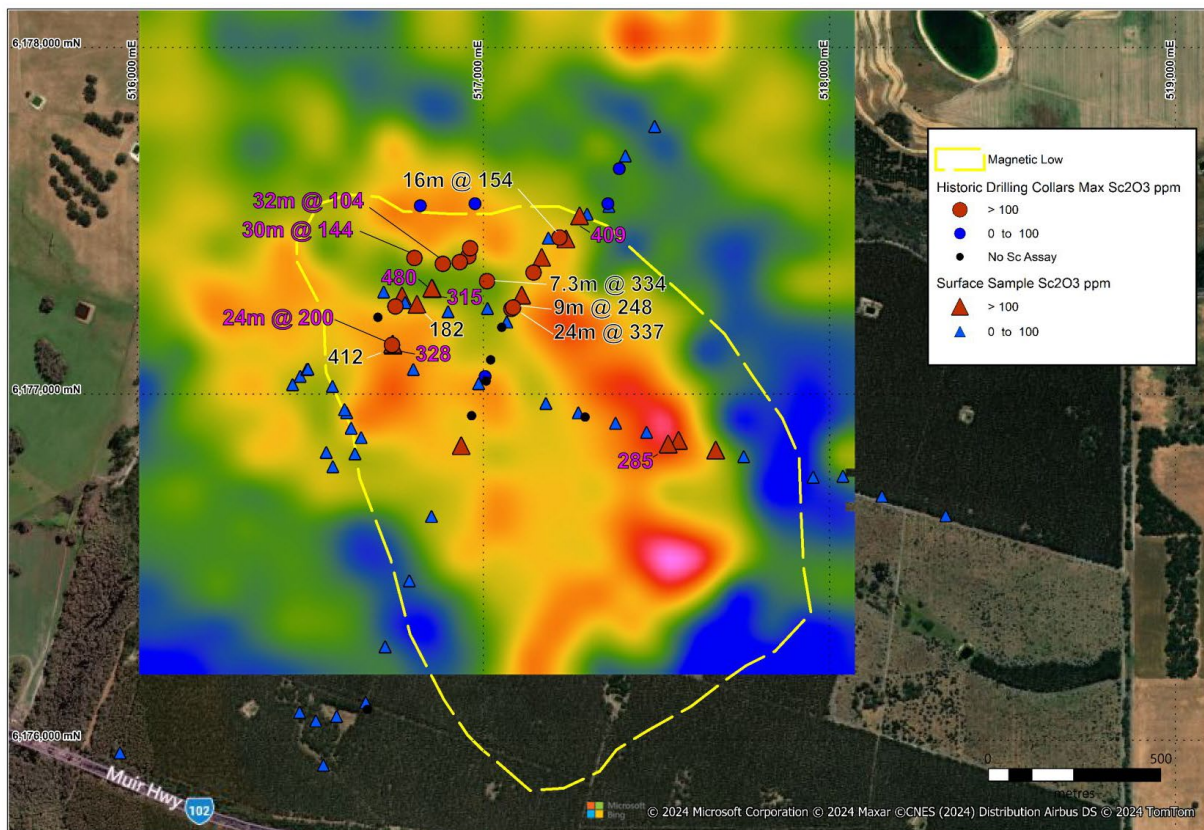 6,178,000 mN
516,000 mE
517,000 mE
518,000 mE
519,000 mE
Magnetic Low
Historic Drilling Collars Max Sc2O3 ppm
> 100
0 to 100
No Sc Assay
Surface Sample Sc2O3 ppm
> 100
0 to 100
16m @ 154
32m @ 104
30m @ 144
409
480
315
7.3m @ 334
9m @ 248
24m @ 200
182
24m @ 337
412
328
6,177,000 mN
285
6,176,000 mN
Muir Hwy
102
0
500
metres
Microsoft
Bing
© 2024 Microsoft Corporation © 2024 Maxar ©CNES (2024) Distribution Airbus DS © 2024 TomTom